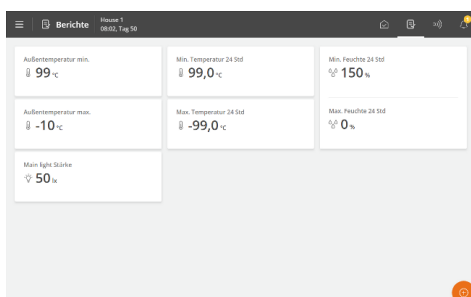 Berichte
House 1
08:02, Tag 50
Außentemperatur min.
99 °C
Min. Temperatur 24 Std
99,0 °C
Min. Feuchte 24 Std
150 %
Außentemperatur max.
-10 °C
Max. Temperatur 24 Std
-99,0 °C
Max. Feuchte 24 Std
0 %
Main light Stärke
50 lx